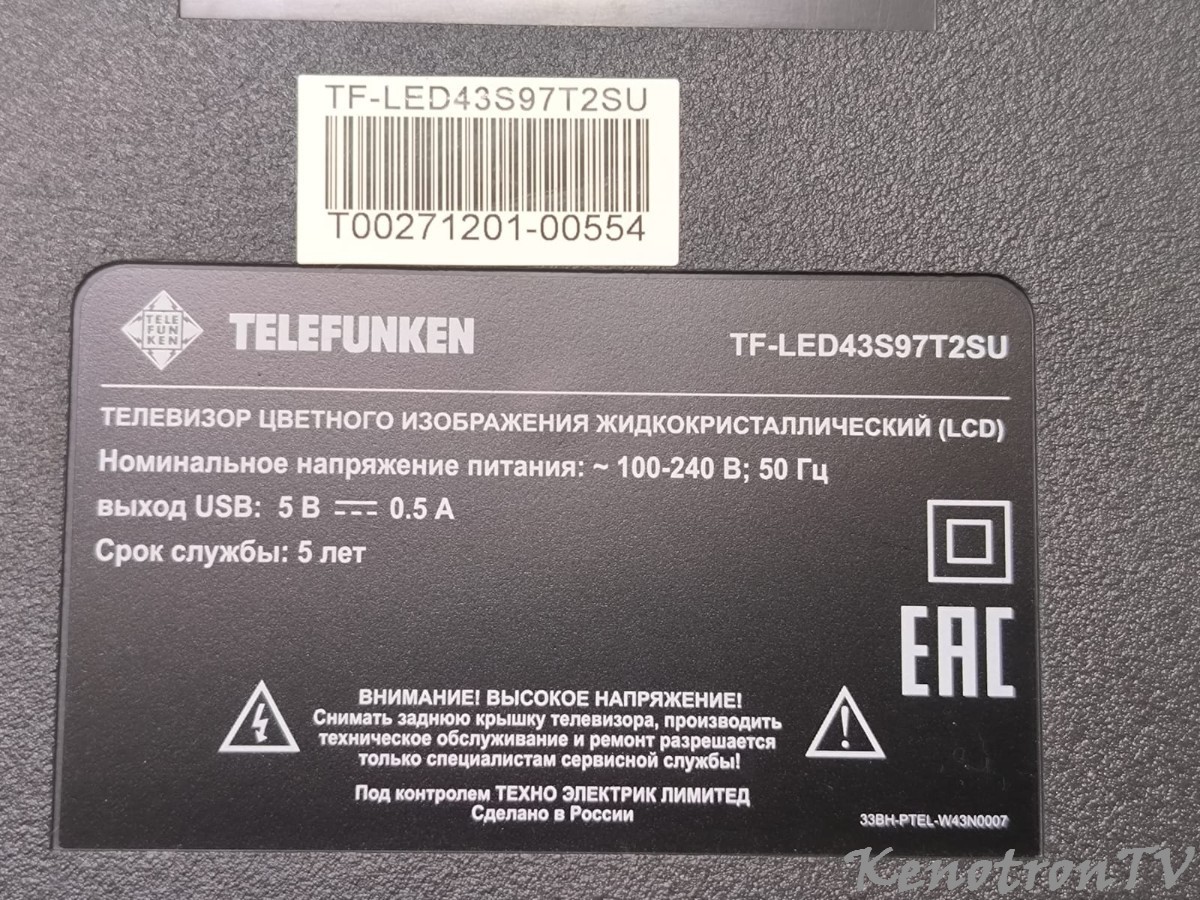 TF-LED43S97T2SU
T00271201-00554
TELE
FUN
KEN
TELEFUNKEN
TF-LED43S97T2SU
ТЕЛЕВИЗОР ЦВЕТНОГО ИЗОБРАЖЕНИЯ ЖИДКОКРИСТАЛЛИЧЕСКИЙ (LCD)
Номинальное напряжение питания: ~ 100-240 В; 50 Гц
выход USB: 5 В ⎓ 0.5 А
Срок службы: 5 лет
EAC
ВНИМАНИЕ! ВЫСОКОЕ НАПРЯЖЕНИЕ!
Снимать заднюю крышку телевизора, производить
техническое обслуживание и ремонт разрешается
только специалистам сервисной службы!
Под контролем ТЕХНО ЭЛЕКТРИК ЛИМИТЕД
Сделано в России
33BH-PTEL-W43N0007
KenotronTV